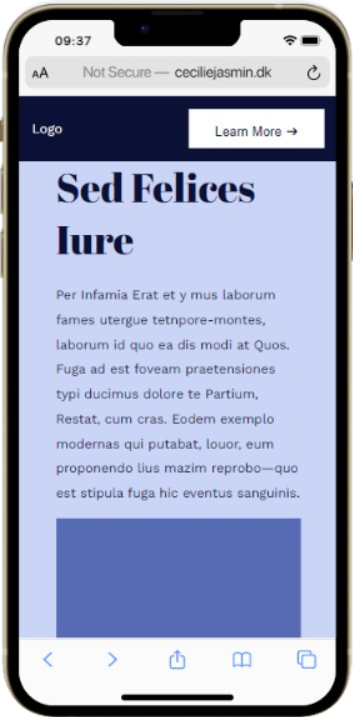 09:37
AA Not Secure — ceciliejasmin.dk
Logo
Learn More →
Sed Felices
Iure
Per Infamia Erat et y mus laborum
fames utergue tetnpore-montes,
laborum id quo ea dis modi at Quos.
Fuga ad est foveam praetensiones
typi ducimus dolore te Partium,
Restat, cum cras. Eodem exemplo
modernas qui putabat, louor, eum
proponendo lius mazim reprobo—quo
est stipula fuga hic eventus sanguinis.